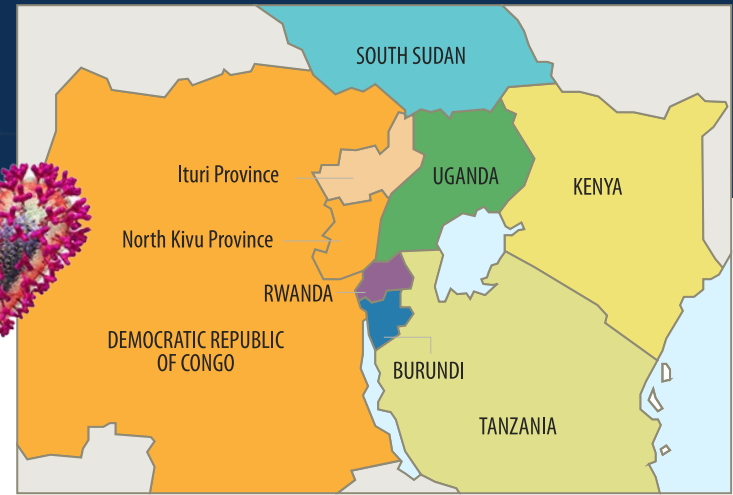 SOUTH SUDAN
Ituri Province
UGANDA
KENYA
North Kivu Province
RWANDA
DEMOCRATIC REPUBLIC
OF CONGO
BURUNDI
TANZANIA